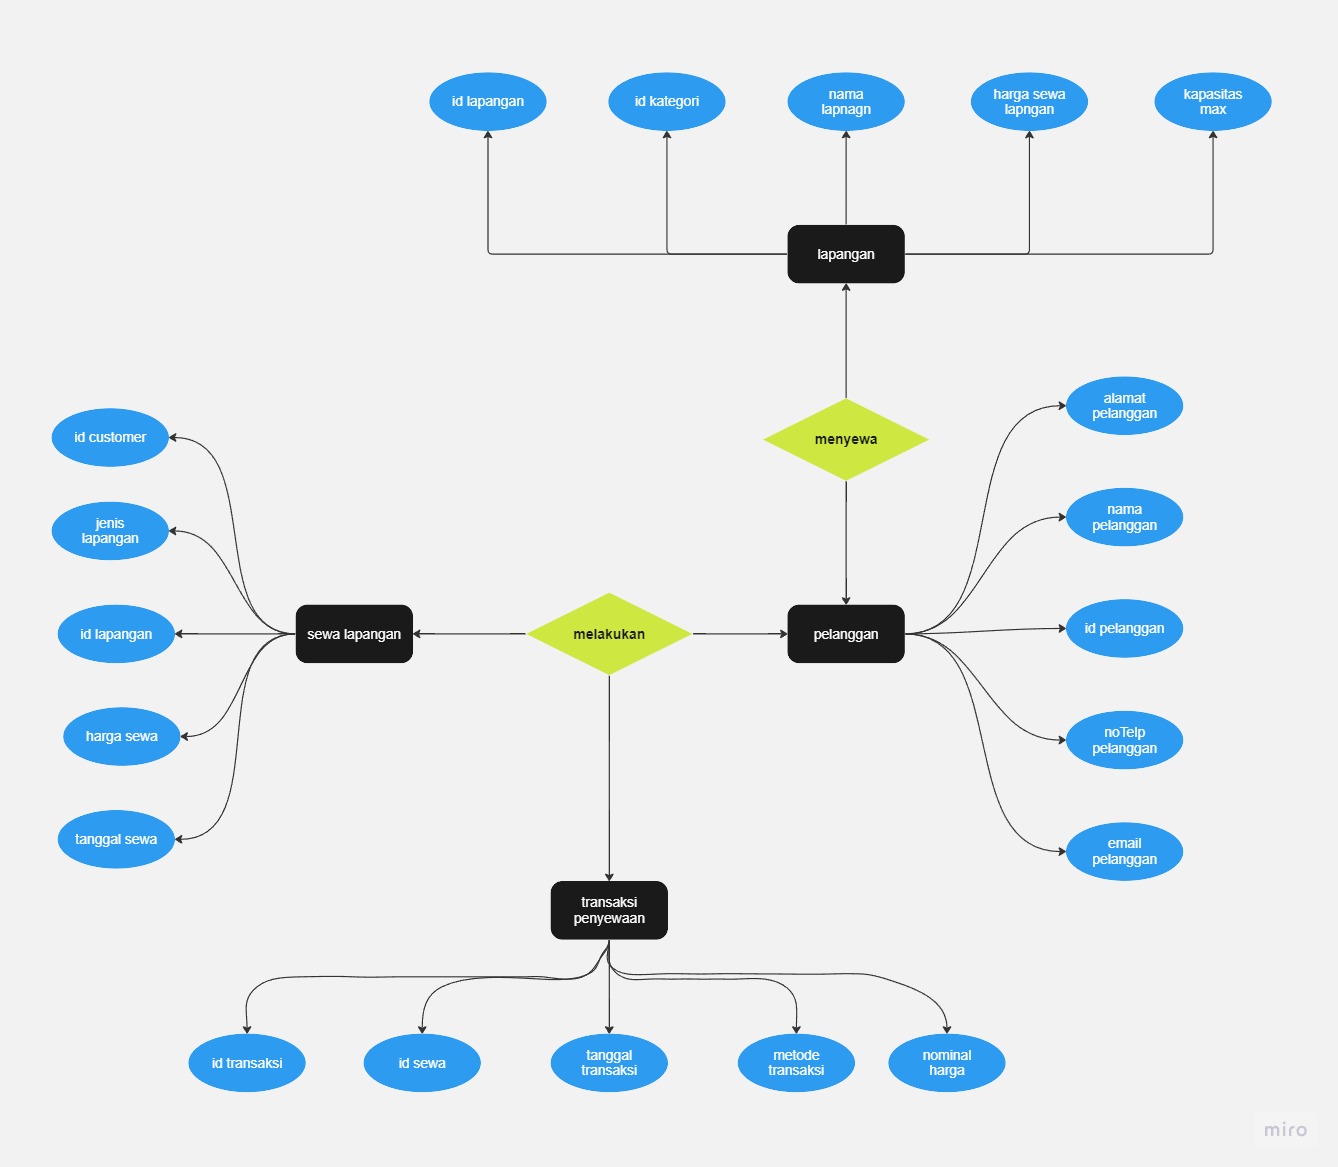 id lapangan
id kategori
nama
lapnagn
harga sewa
lapngan
kapasitas
max
lapangan
menyewa
alamat
pelanggan
nama
pelanggan
id pelanggan
noTelp
pelanggan
email
pelanggan
id customer
jenis
lapangan
id lapangan
harga sewa
tanggal sewa
sewa lapangan
melakukan
pelanggan
transaksi
penyewaan
id transaksi
id sewa
tanggal
transaksi
metode
transaksi
nominal
harga
miro